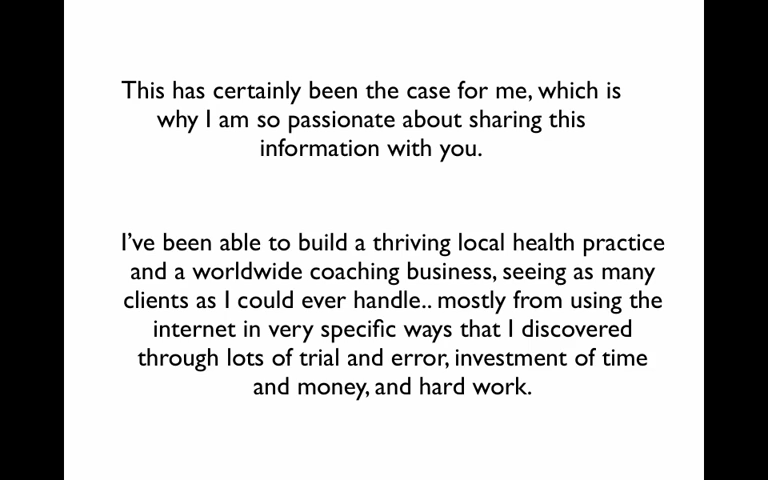 This has certainly been the case for me, which is
why I am so passionate about sharing this
information with you.
I’ve been able to build a thriving local health practice
and a worldwide coaching business, seeing as many
clients as I could ever handle.. mostly from using the
internet in very specific ways that I discovered
through lots of trial and error, investment of time
and money, and hard work.